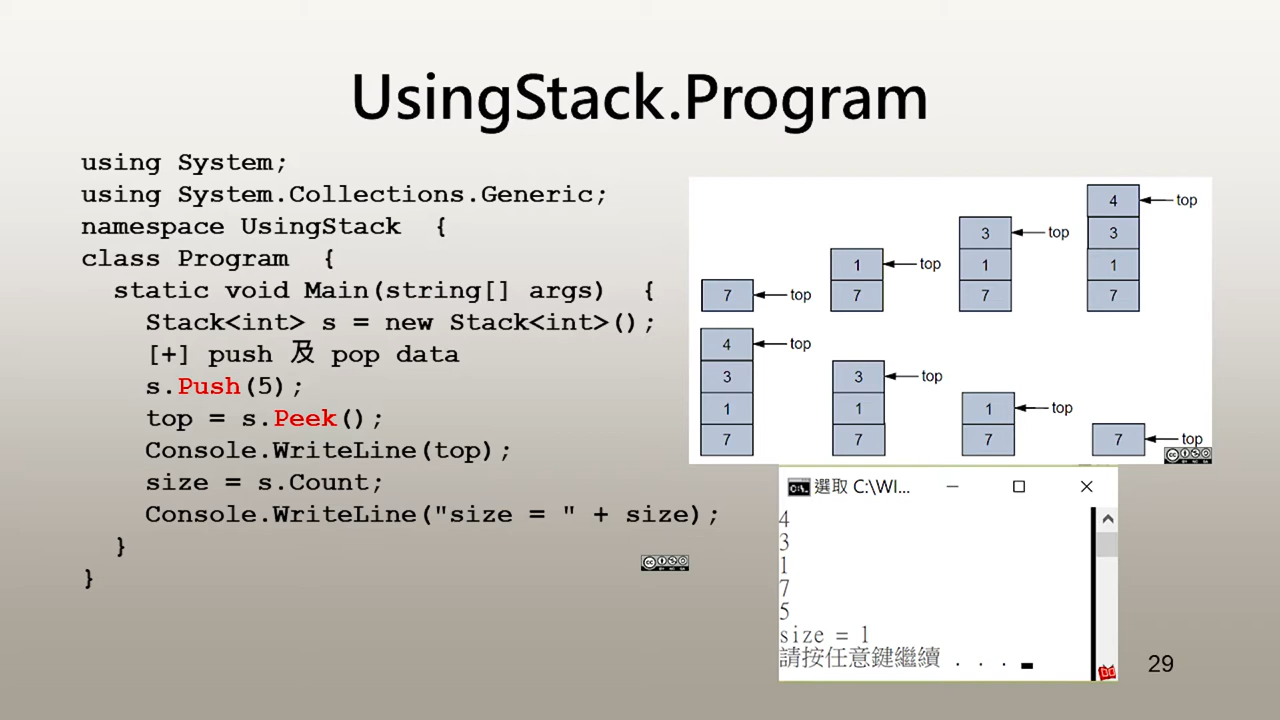 UsingStack.Program
using System;
using System.Collections.Generic;
namespace UsingStack {
class Program {
static void Main(string[] args) {
Stack<int> s = new Stack<int>();
[+] push 及 pop data
s.Push(5);
top = s.Peek();
Console.WriteLine(top);
size = s.Count;
Console.WriteLine("size = " + size);
}
}
7 top
1 top
7
3 top
1
7
4 top
3
1
7
4 top
3
1
7
3 top
1
7
1 top
7
7 top
選取 C:\WI...
4
3
1
7
5
size = 1
請按任意鍵繼續 . . .
29